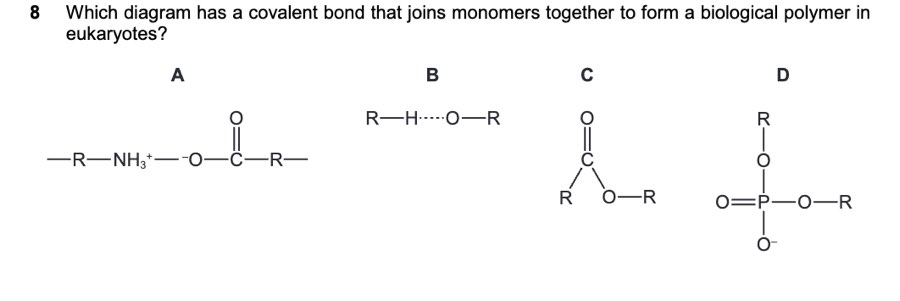 8 Which diagram has a covalent bond that joins monomers together to form a biological polymer in
eukaryotes?
A B C D
R—H·····O—R
O
—R—NH₃⁺—⁻O—C—R—
O
C
R O—R
R
O
O=P—O—R
O⁻